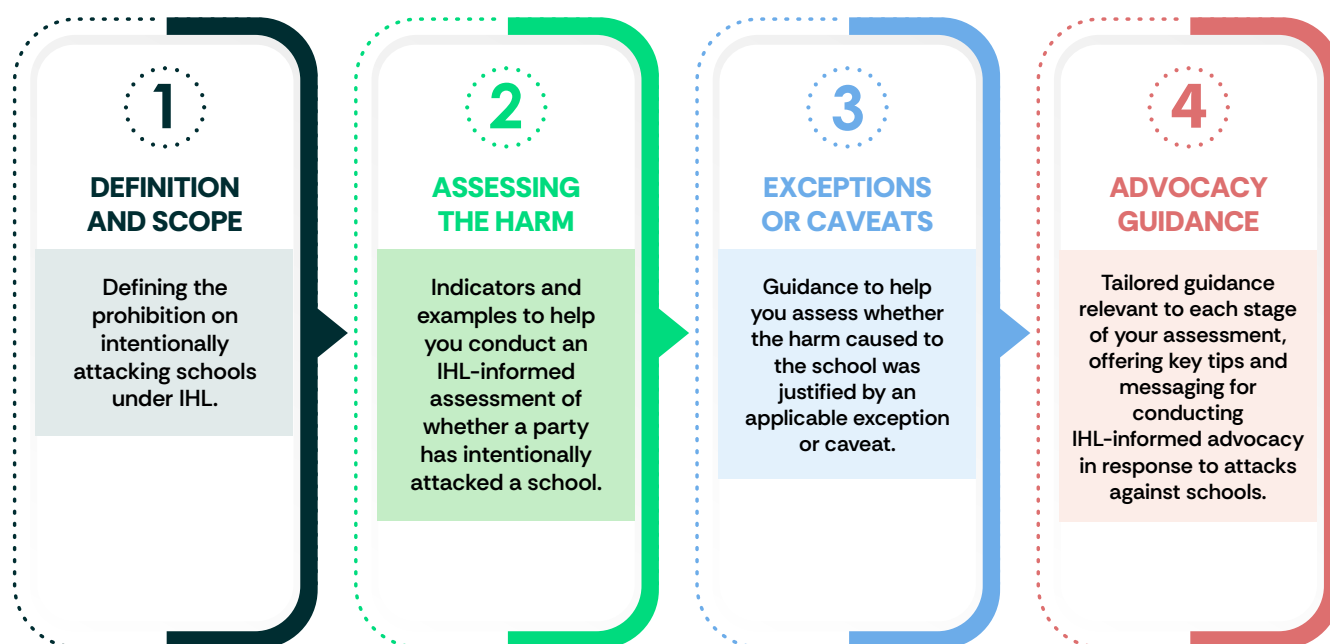 1
DEFINITION
AND SCOPE
Defining the
prohibition on
intentionally
attacking schools
under IHL.
2
ASSESSING
THE HARM
Indicators and
examples to help
you conduct an
IHL-informed
assessment of
whether a party
has intentionally
attacked a school.
3
EXCEPTIONS
OR CAVEATS
Guidance to help
you assess whether
the harm caused to
the school was
justified by an
applicable exception
or caveat.
4
ADVOCACY
GUIDANCE
Tailored guidance
relevant to each stage
of your assessment,
offering key tips and
messaging for
conducting
IHL-informed advocacy
in response to attacks
against schools.